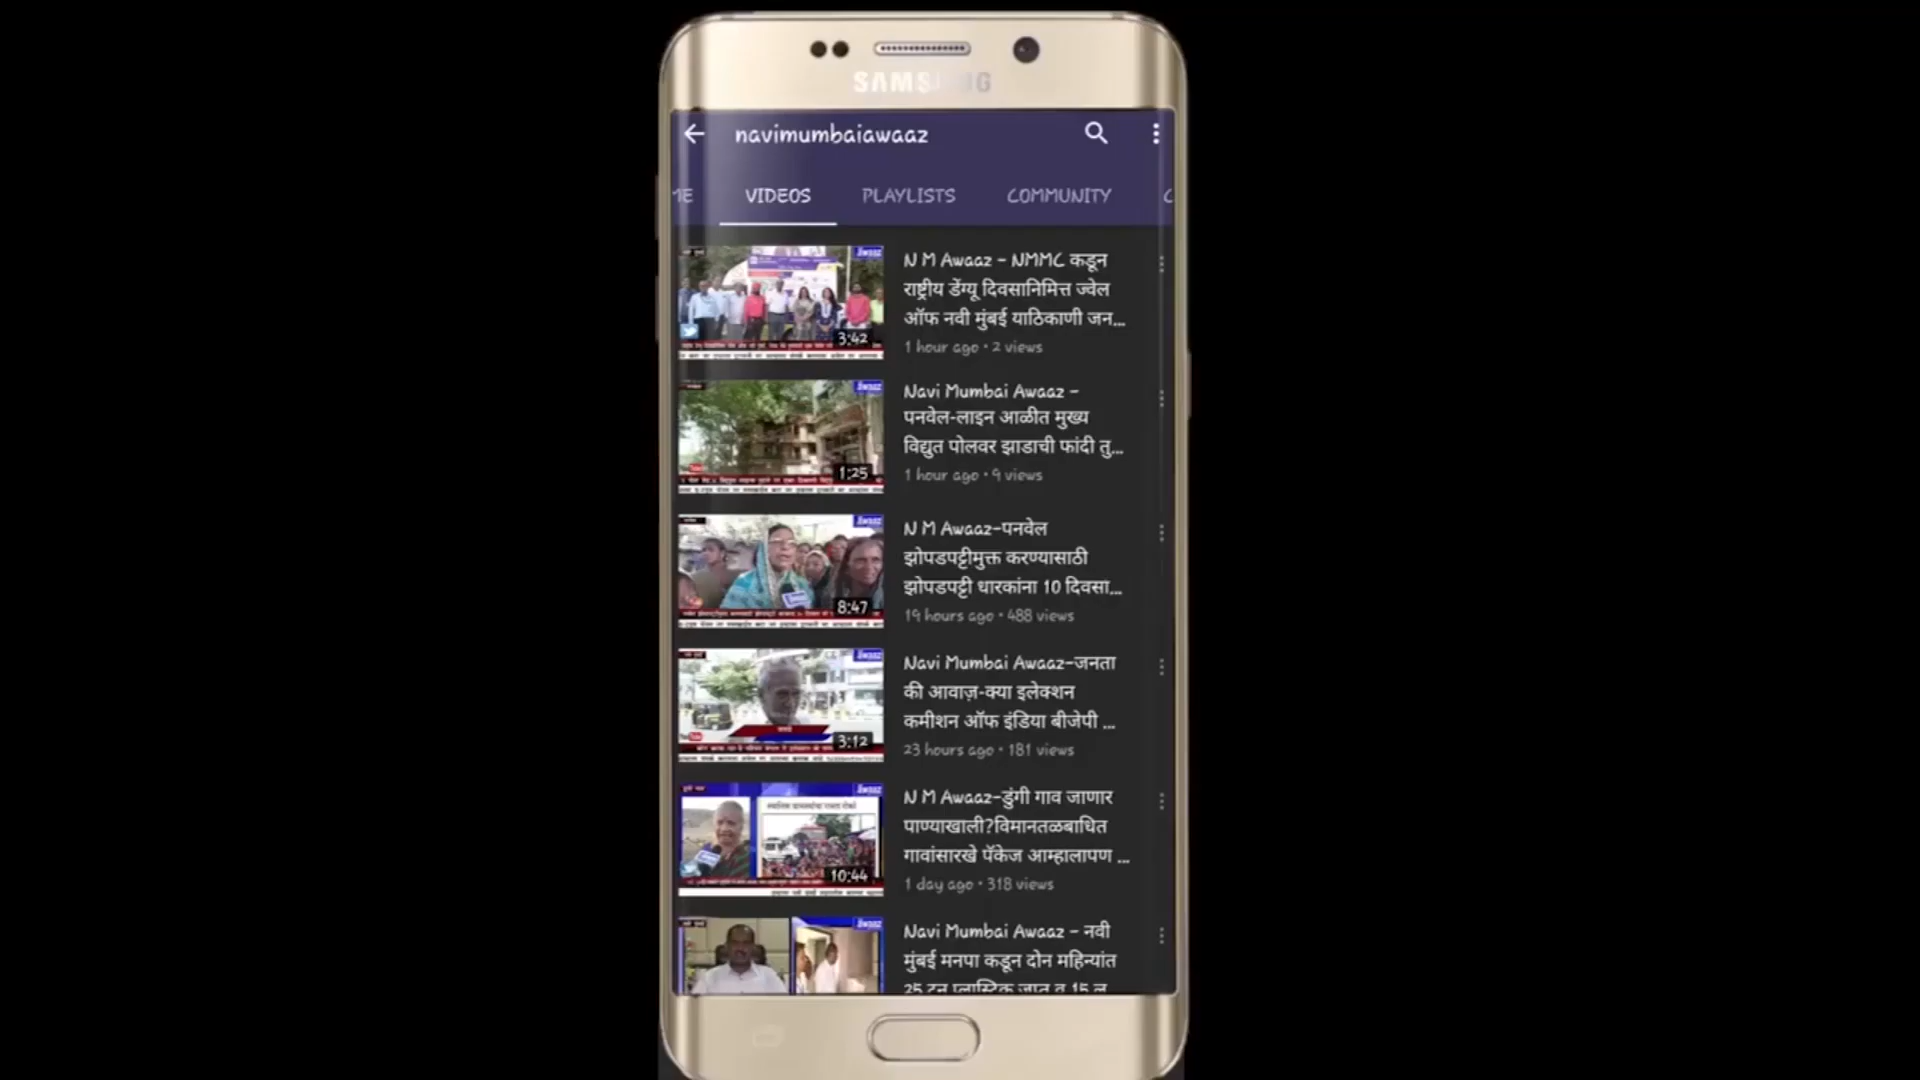 SAMSUNG
navimumbaiawaaz
VIDEOS
PLAYLISTS
COMMUNITY
N M Awaaz - NMMC कडून
राष्ट्रीय डेंग्यू दिवसानिमित्त ज्वेल
ऑफ नवी मुंबई याठिकाणी जन...
3:42
1 hour ago • 2 views
Navi Mumbai Awaaz -
पनवेल-लाइन आळीत मुख्य
विद्युत पोलवर झाडाची फांदी तु...
1:25
1 hour ago • 9 views
N M Awaaz-पनवेल
झोपडपट्टीमुक्त करण्यासाठी
झोपडपट्टी धारकांना 10 दिवसा...
8:47
19 hours ago • 488 views
Navi Mumbai Awaaz-जनता
की आवाज़-क्या इलेक्शन
कमीशन ऑफ इंडिया बीजेपी ...
3:12
23 hours ago • 181 views
N M Awaaz-डुंगी गाव जाणार
पाण्याखाली?विमानतळबाधित
गावांसारखे पॅकेज आम्हालापण ...
10:44
1 day ago • 318 views
Navi Mumbai Awaaz - नवी
मुंबई मनपा कडून दोन महिन्यांत
25 टन प्लास्टिक जप्त व 15 ल